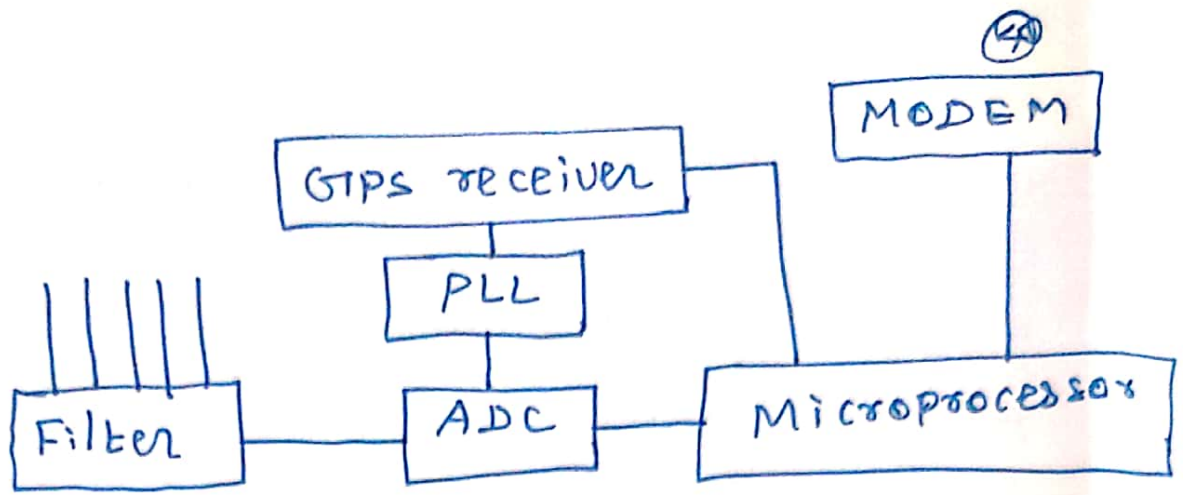 MODEM
GPS receiver
PLL
Filter
ADC
Microprocessor